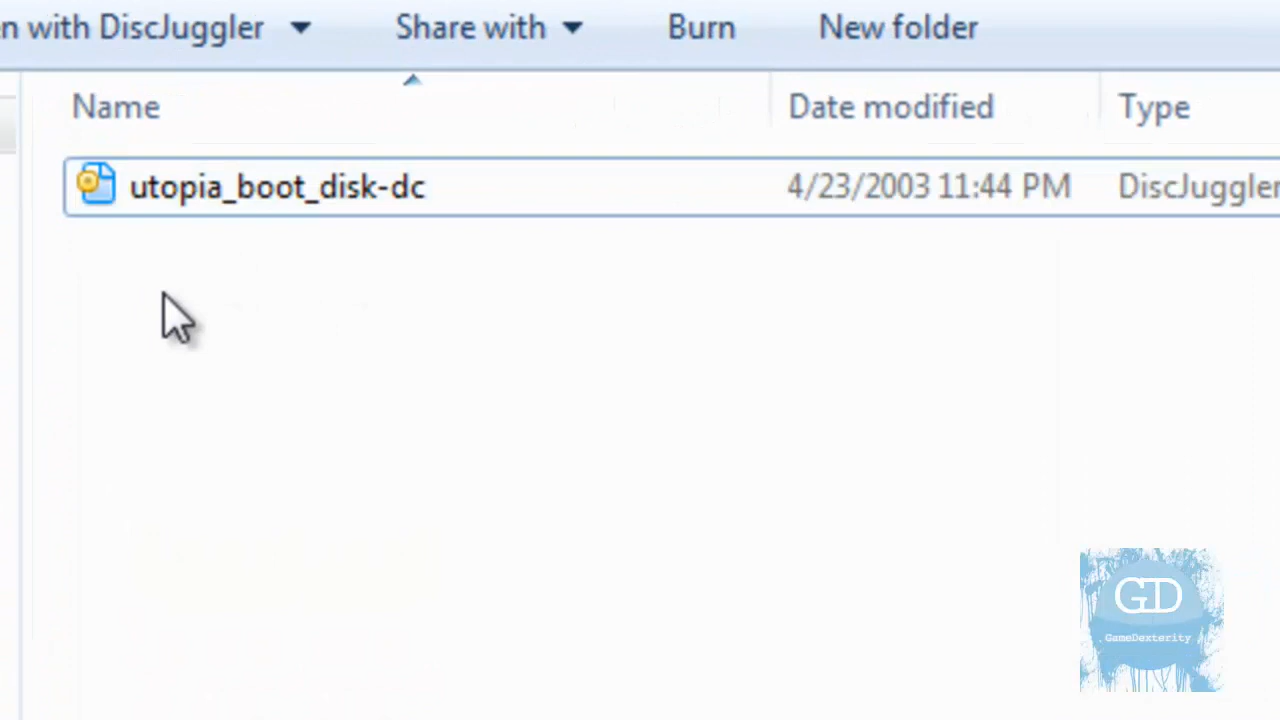 n with DiscJuggler Share with Burn New folder
Name Date modified Type
utopia_boot_disk-dc 4/23/2003 11:44 PM DiscJuggler
GD
GameDexterity